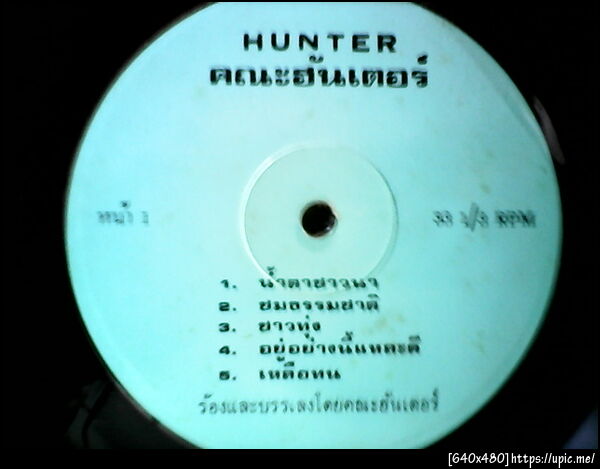 HUNTER
คณะฮันเตอร์
หน้า 1
33 1/3 RPM
1. น้ำตาชาวนา
2. ชมธรรมชาติ
3. ชาวทุ่ง
4. อยู่อย่างนี้แหละดี
5. เหลือทน
ร้องและบรรเลงโดยคณะฮันเตอร์
[640x480]https://upic.me/